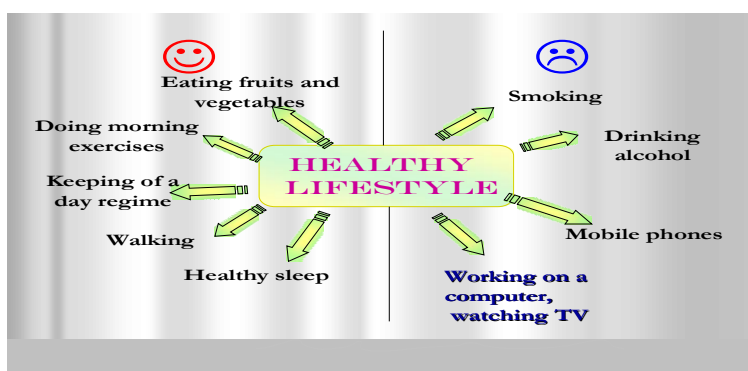 Eating fruits and
vegetables
Doing morning
exercises
Keeping of a
day regime
Walking
Healthy sleep
HEALTHY
LIFESTYLE
Smoking
Drinking
alcohol
Mobile phones
Working on a
computer,
watching TV